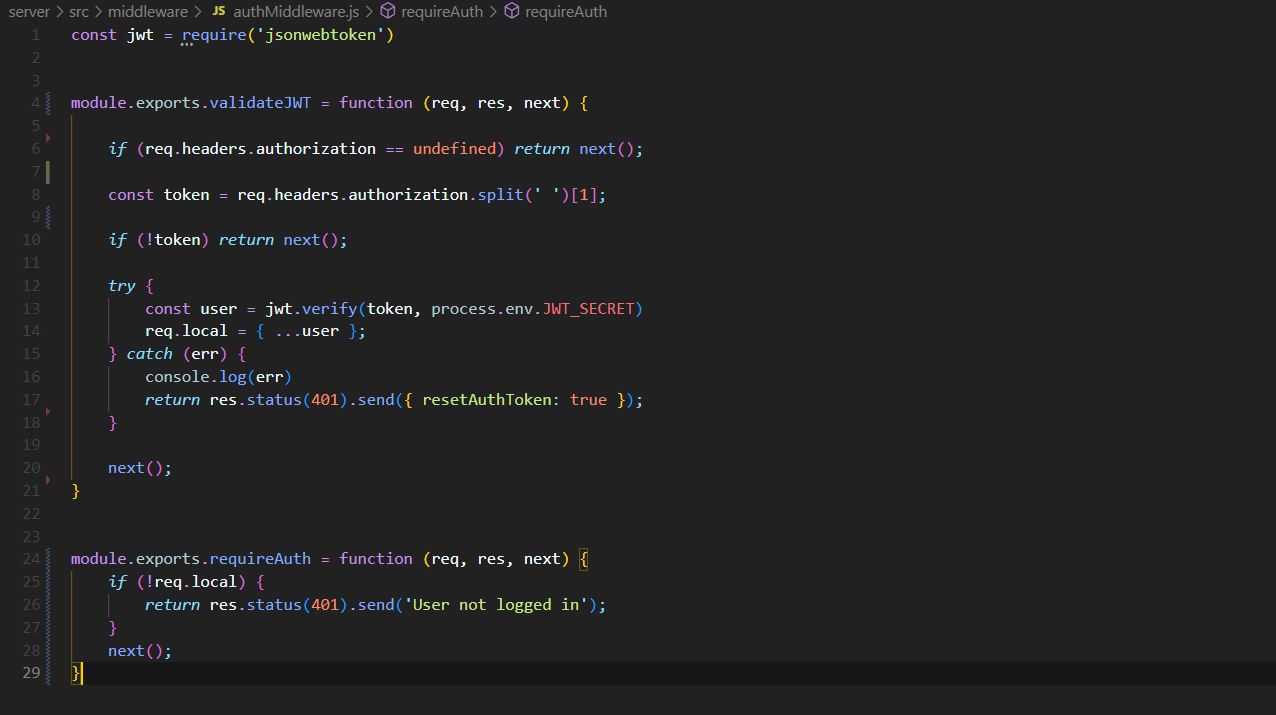 server > src > middleware > JS authMiddleware.js > requireAuth > requireAuth
1 const jwt = require('jsonwebtoken')
2
3
4 module.exports.validateJWT = function (req, res, next) {
5
6     if (req.headers.authorization == undefined) return next();
7
8     const token = req.headers.authorization.split(' ')[1];
9
10     if (!token) return next();
11
12     try {
13         const user = jwt.verify(token, process.env.JWT_SECRET)
14         req.local = { ...user };
15     } catch (err) {
16         console.log(err)
17         return res.status(401).send({ resetAuthToken: true });
18     }
19
20     next();
21 }
22
23
24 module.exports.requireAuth = function (req, res, next) {
25     if (!req.local) {
26         return res.status(401).send('User not logged in');
27     }
28     next();
29 }